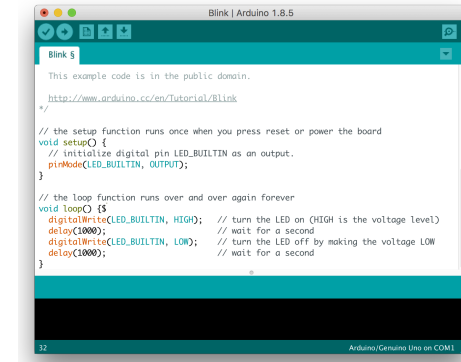 Blink | Arduino 1.8.5
Blink §
This example code is in the public domain.
http://www.arduino.cc/en/Tutorial/Blink
*/
// the setup function runs once when you press reset or power the board
void setup() {
// initialize digital pin LED_BUILTIN as an output.
pinMode(LED_BUILTIN, OUTPUT);
}
// the loop function runs over and over again forever
void loop() {$
digitalWrite(LED_BUILTIN, HIGH); // turn the LED on (HIGH is the voltage level)
delay(1000); // wait for a second
digitalWrite(LED_BUILTIN, LOW); // turn the LED off by making the voltage LOW
delay(1000); // wait for a second
}
32 Arduino/Genuino Uno on COM1